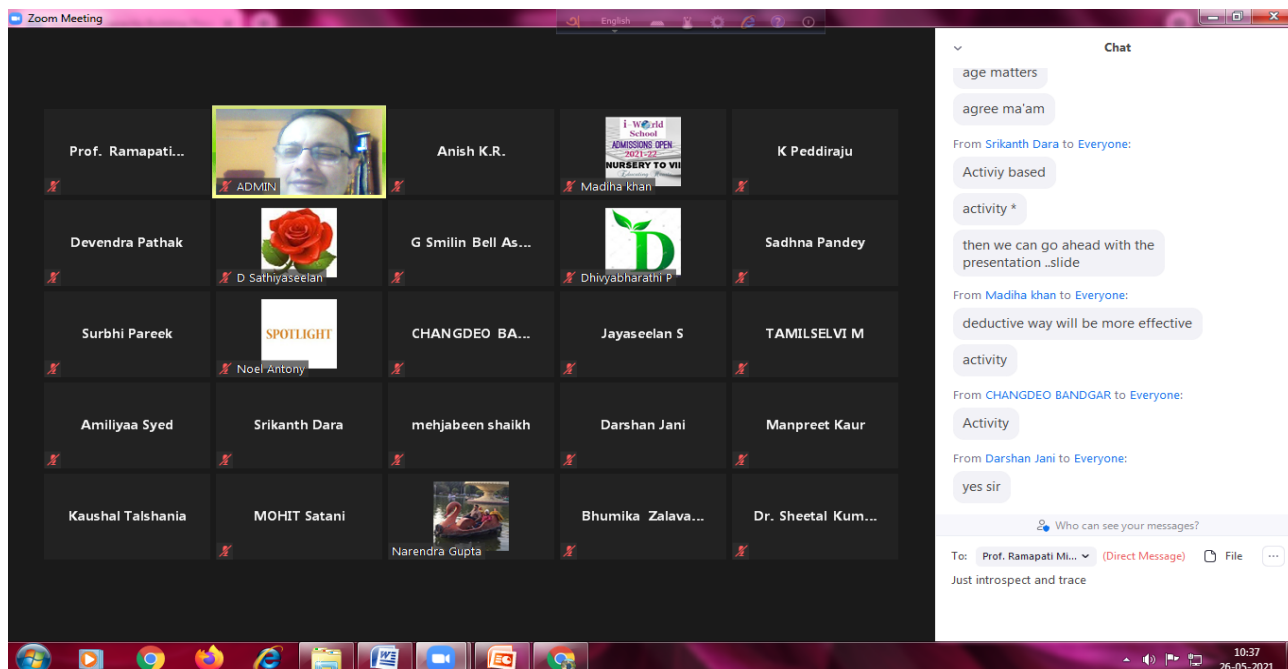 Zoom Meeting
English
Prof. Ramapati...
ADMIN
Anish K.R.
i-World
School
ADMISSIONS OPEN
2021-22
NURSERY TO VII
Madiha khan
K Peddiraju
Devendra Pathak
D Sathiyaseelan
G Smilin Bell As...
D
Dhivyabharathi P
Sadhna Pandey
Surbhi Pareek
SPOTLIGHT
Noel Antony
CHANGDEO BA...
Jayaseelan S
TAMILSELVI M
Amiliyaa Syed
Srikanth Dara
mehjabeen shaikh
Darshan Jani
Manpreet Kaur
Kaushal Talshania
MOHIT Satani
Narendra Gupta
Bhumika Zalava...
Dr. Sheetal Kum...
Chat
age matters
agree ma'am
From Srikanth Dara to Everyone:
Activiy based
activity *
then we can go ahead with the
presentation ..slide
From Madiha khan to Everyone:
deductive way will be more effective
activity
From CHANGDEO BANDGAR to Everyone:
Activity
From Darshan Jani to Everyone:
yes sir
Who can see your messages?
To: Prof. Ramapati Mi... (Direct Message) File ...
Just introspect and trace
10:37
26-05-2021